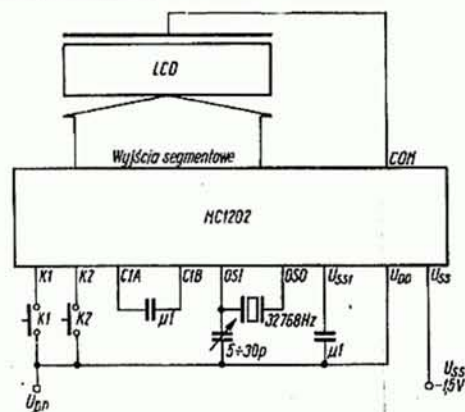 LCD
Wyjścia segmentowe
COM
MC1202
K1 K2 C1A C1B OSI OSO USS1 UDD USS
K1 K2 µ1 32768Hz
5÷30p µ1
UDD
USS
-1,5V